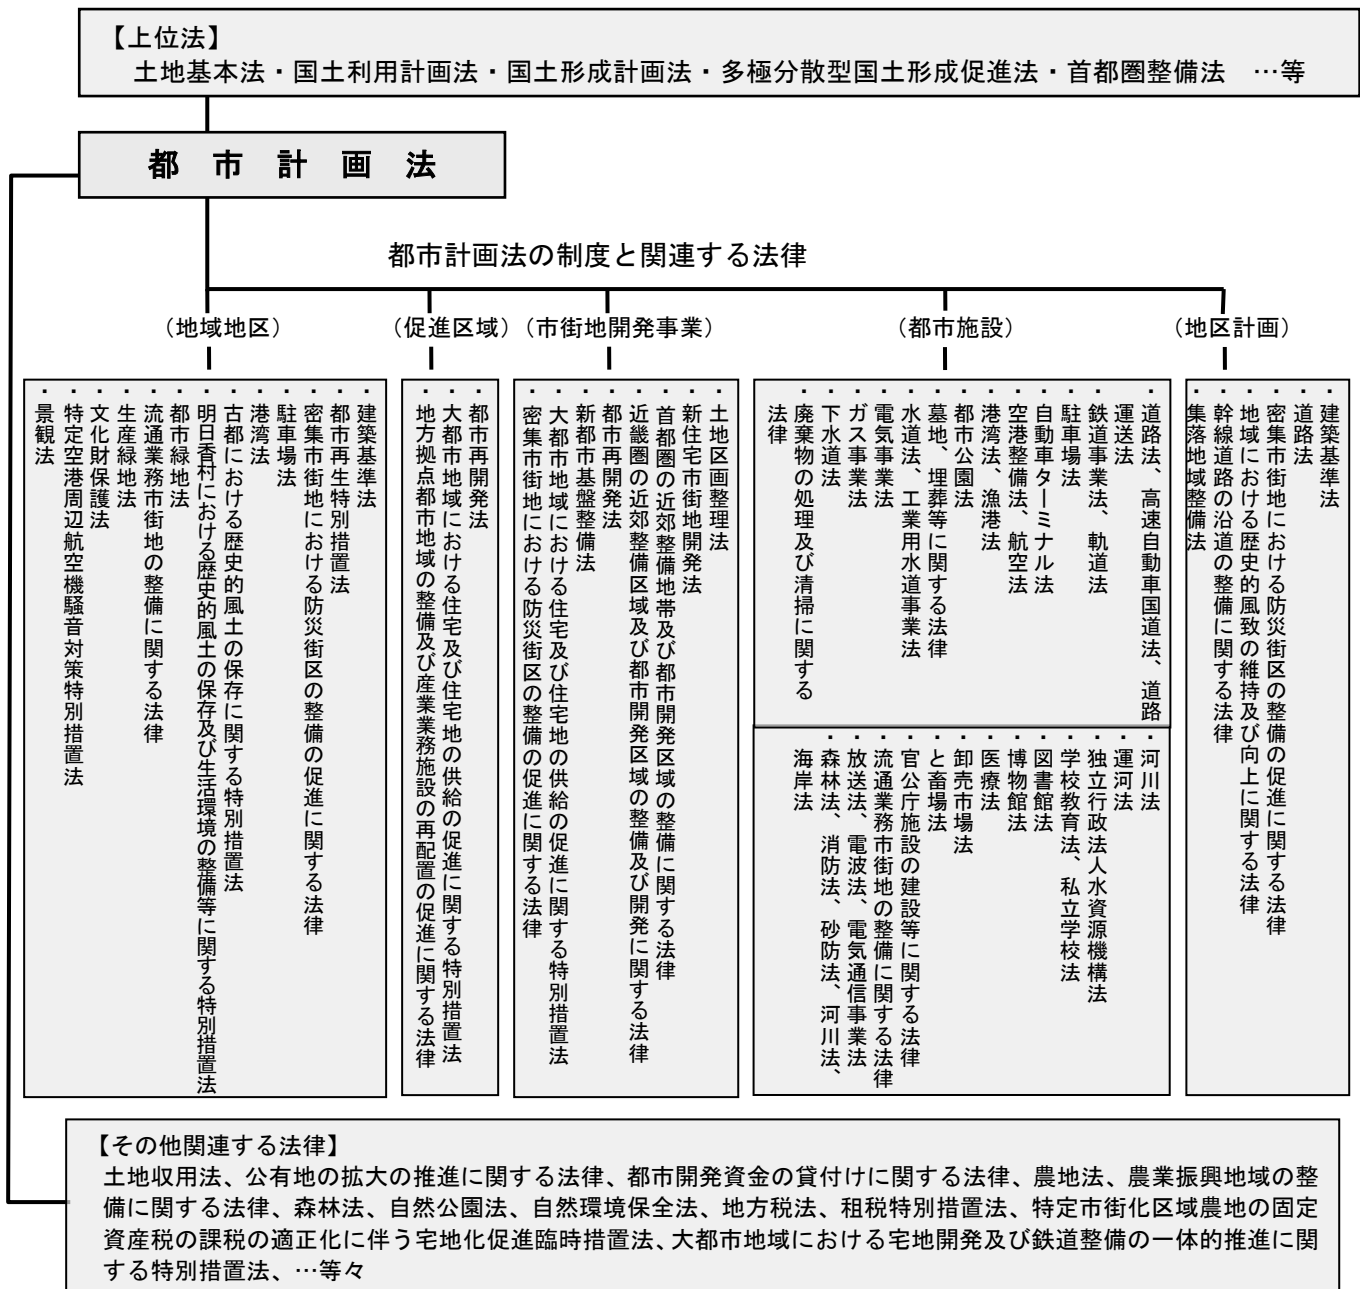 【上位法】
土地基本法・国土利用計画法・国土形成計画法・多極分散型国土形成促進法・首都圏整備法　…等
都市計画法
都市計画法の制度と関連する法律
（地域地区）
・建築基準法
・都市再生特別措置法
・密集市街地における防災街区の整備の促進に関する法律
・駐車場法
・港湾法
・古都における歴史的風土の保存に関する特別措置法
・明日香村における歴史的風土の保存及び生活環境の整備等に関する特別措置法
・都市緑地法
・流通業務市街地の整備に関する法律
・生産緑地法
・文化財保護法
・特定空港周辺航空機騒音対策特別措置法
・景観法
（促進区域）
・都市再開発法
・大都市地域における住宅及び住宅地の供給の促進に関する特別措置法
・地方拠点都市地域の整備及び産業業務施設の再配置の促進に関する法律
（市街地開発事業）
・土地区画整理法
・新住宅市街地開発法
・首都圏の近郊整備地帯及び都市開発区域の整備に関する法律
・近畿圏の近郊整備区域及び都市開発区域の整備及び開発に関する法律
・都市再開発法
・新都市基盤整備法
・大都市地域における住宅及び住宅地の供給の促進に関する特別措置法
・密集市街地における防災街区の整備の促進に関する法律
（都市施設）
・道路法、高速自動車国道法、道路
運送法
・鉄道事業法、軌道法
・駐車場法
・自動車ターミナル法
・空港整備法、航空法
・港湾法、漁港法
・都市公園法
・墓地、埋葬等に関する法律
・水道法、工業用水道事業法
・電気事業法
・ガス事業法
・下水道法
・廃棄物の処理及び清掃に関する
法律
・河川法
・運河法
・独立行政法人水資源機構法
・学校教育法、私立学校法
・図書館法
・博物館法
・医療法
・卸売市場法
・と畜場法
・官公庁施設の建設等に関する法律
・流通業務市街地の整備に関する法律
・放送法、電波法、電気通信事業法
・森林法、消防法、砂防法、河川法、
海岸法
（地区計画）
・建築基準法
・道路法
・密集市街地における防災街区の整備の促進に関する法律
・地域における歴史的風致の維持及び向上に関する法律
・幹線道路の沿道の整備に関する法律
・集落地域整備法
【その他関連する法律】
土地収用法、公有地の拡大の推進に関する法律、都市開発資金の貸付けに関する法律、農地法、農業振興地域の整
備に関する法律、森林法、自然公園法、自然環境保全法、地方税法、租税特別措置法、特定市街化区域農地の固定
資産税の課税の適正化に伴う宅地化促進臨時措置法、大都市地域における宅地開発及び鉄道整備の一体的推進に関
する特別措置法、…等々